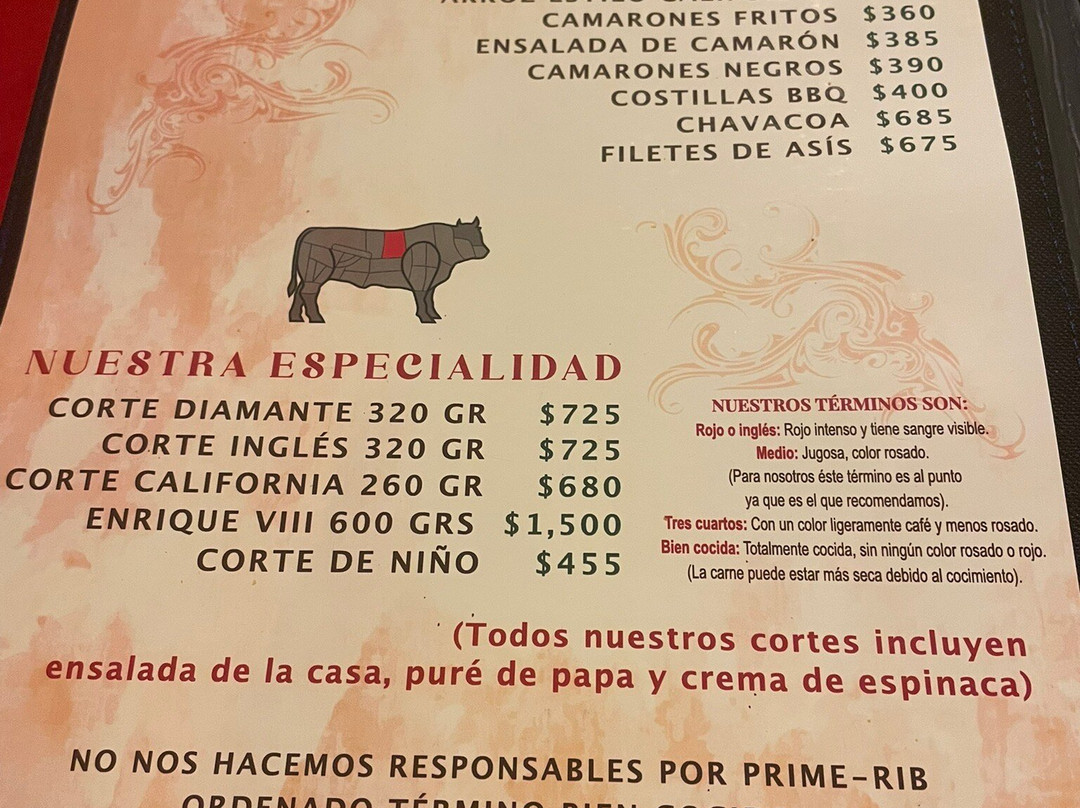 CAMARONES FRITOS $360
ENSALADA DE CAMARÓN $385
CAMARONES NEGROS $390
COSTILLAS BBQ $400
CHAVACOA $685
FILETES DE ASÍS $675
NUESTRA ESPECIALIDAD
CORTE DIAMANTE 320 GR $725
CORTE INGLÉS 320 GR $725
CORTE CALIFORNIA 260 GR $680
ENRIQUE VIII 600 GRS $1,500
CORTE DE NIÑO $455
NUESTROS TÉRMINOS SON:
Rojo o inglés: Rojo intenso y tiene sangre visible.
Medio: Jugosa, color rosado.
(Para nosotros éste término es al punto
ya que es el que recomendamos).
Tres cuartos: Con un color ligeramente café y menos rosado.
Bien cocida: Totalmente cocida, sin ningún color rosado o rojo.
(La carne puede estar más seca debido al cocimiento).
(Todos nuestros cortes incluyen
ensalada de la casa, puré de papa y crema de espinaca)
NO NOS HACEMOS RESPONSABLES POR PRIME-RIB
ORDENADO TÉRMINO BIEN